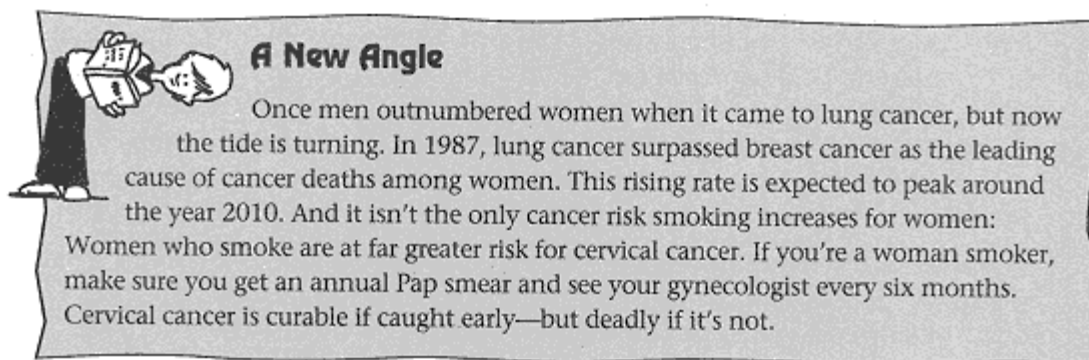 A New Angle
Once men outnumbered women when it came to lung cancer, but now
the tide is turning. In 1987, lung cancer surpassed breast cancer as the leading
cause of cancer deaths among women. This rising rate is expected to peak around
the year 2010. And it isn't the only cancer risk smoking increases for women:
Women who smoke are at far greater risk for cervical cancer. If you're a woman smoker,
make sure you get an annual Pap smear and see your gynecologist every six months.
Cervical cancer is curable if caught early—but deadly if it's not.